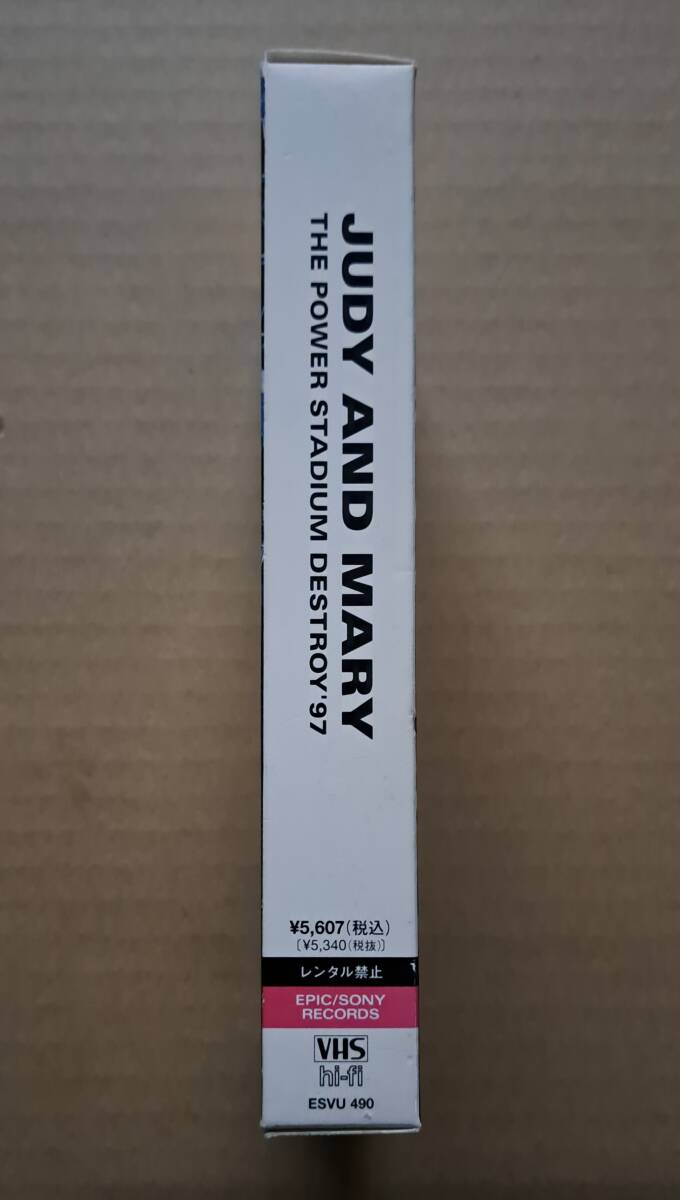 JUDY AND MARY
THE POWER STADIUM DESTROY'97
¥5,607(税込)
〔¥5,340(税抜)〕
レンタル禁止
EPIC/SONY
RECORDS
VHS
hi-fi
ESVU 490